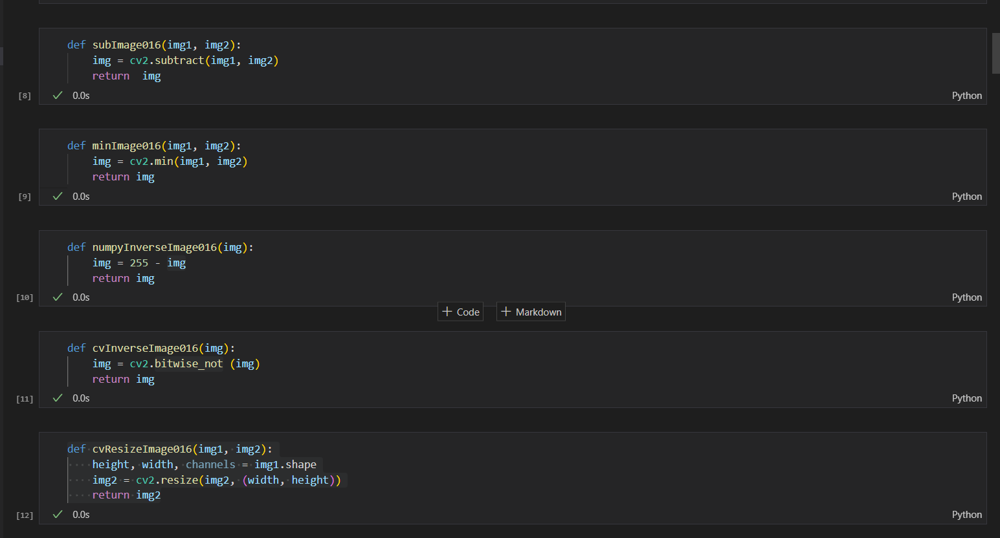 def subImage016(img1, img2):
    img = cv2.subtract(img1, img2)
    return  img
[8]
0.0s
Python
def minImage016(img1, img2):
    img = cv2.min(img1, img2)
    return img
[9]
0.0s
Python
def numpyInverseImage016(img):
    img = 255 - img
    return img
[10]
0.0s
Python
+ Code
+ Markdown
def cvInverseImage016(img):
    img = cv2.bitwise_not (img)
    return img
[11]
0.0s
Python
def cvResizeImage016(img1, img2):
    height, width, channels = img1.shape
    img2 = cv2.resize(img2, (width, height))
    return img2
[12]
0.0s
Python